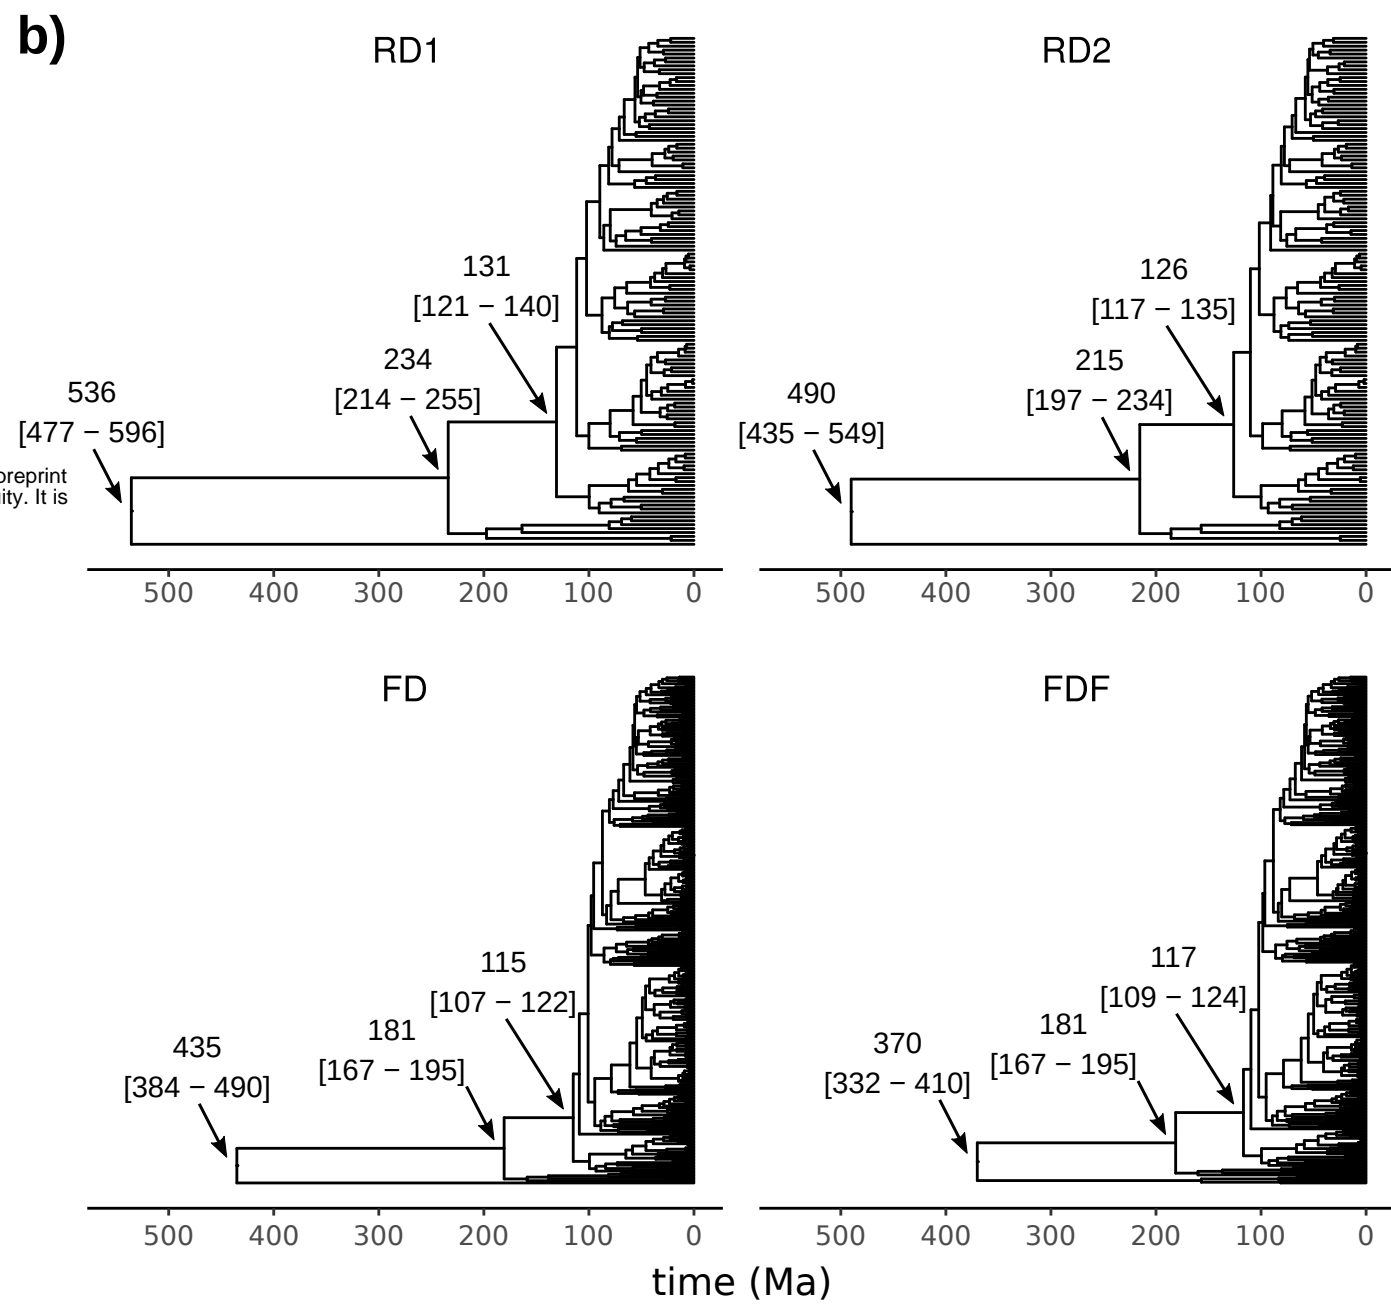 b)
RD1
131
[121 − 140]
234
[214 − 255]
536
[477 − 596]
preprint
It is
500 400 300 200 100 0
RD2
126
[117 − 135]
215
[197 − 234]
490
[435 − 549]
500 400 300 200 100 0
FD
115
[107 − 122]
181
[167 − 195]
435
[384 − 490]
500 400 300 200 100 0
FDF
117
[109 − 124]
181
[167 − 195]
370
[332 − 410]
500 400 300 200 100 0
time (Ma)